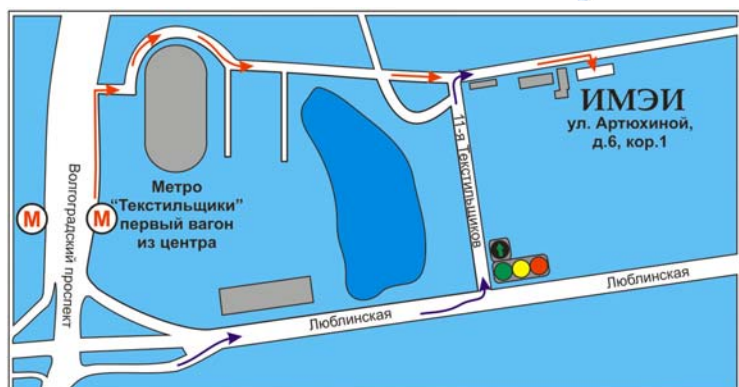 ИМЭИ
ул. Артюхиной,
д.6, кор.1
11-я Текстильщиков
Волгоградский проспект
Метро
“Текстильщики”
первый вагон
из центра
М
М
Люблинская
Люблинская